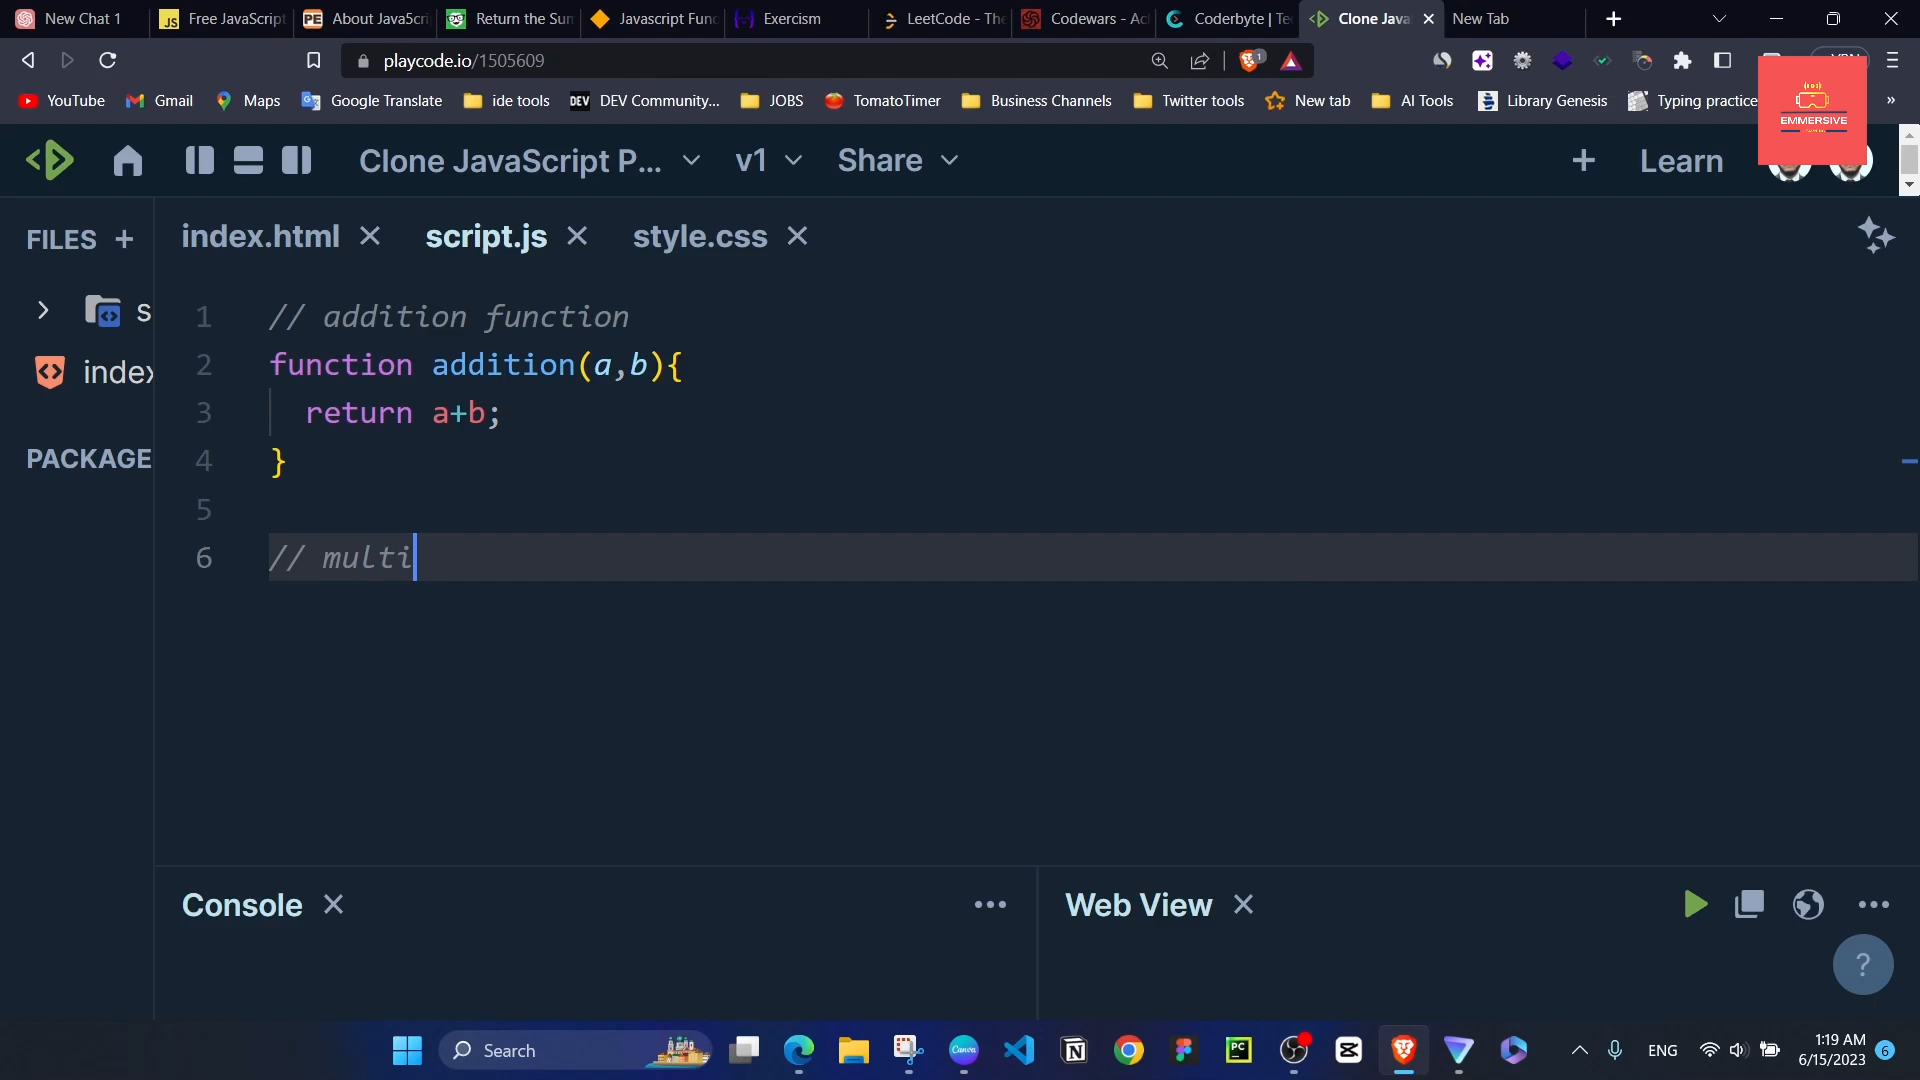 New Chat 1
Free JavaScript
About JavaScri
Return the Sun
Javascript Func
Exercism
LeetCode - The
Codewars - Ac
Coderbyte | Te
Clone Java
New Tab
playcode.io/1505609
1
YouTube
Gmail
Maps
Google Translate
ide tools
DEV Community...
JOBS
TomatoTimer
Business Channels
Twitter tools
New tab
AI Tools
Library Genesis
Typing practice
»
EMMERSIVE
Clone JavaScript P...
v1
Share
+
Learn
FILES +
index.html
script.js
style.css
s
index
PACKAGE
1 // addition function
2 function addition(a,b){
3 return a+b;
4 }
5
6 // multi
Console
Web View
?
Search
ENG
1:19 AM
6/15/2023
6